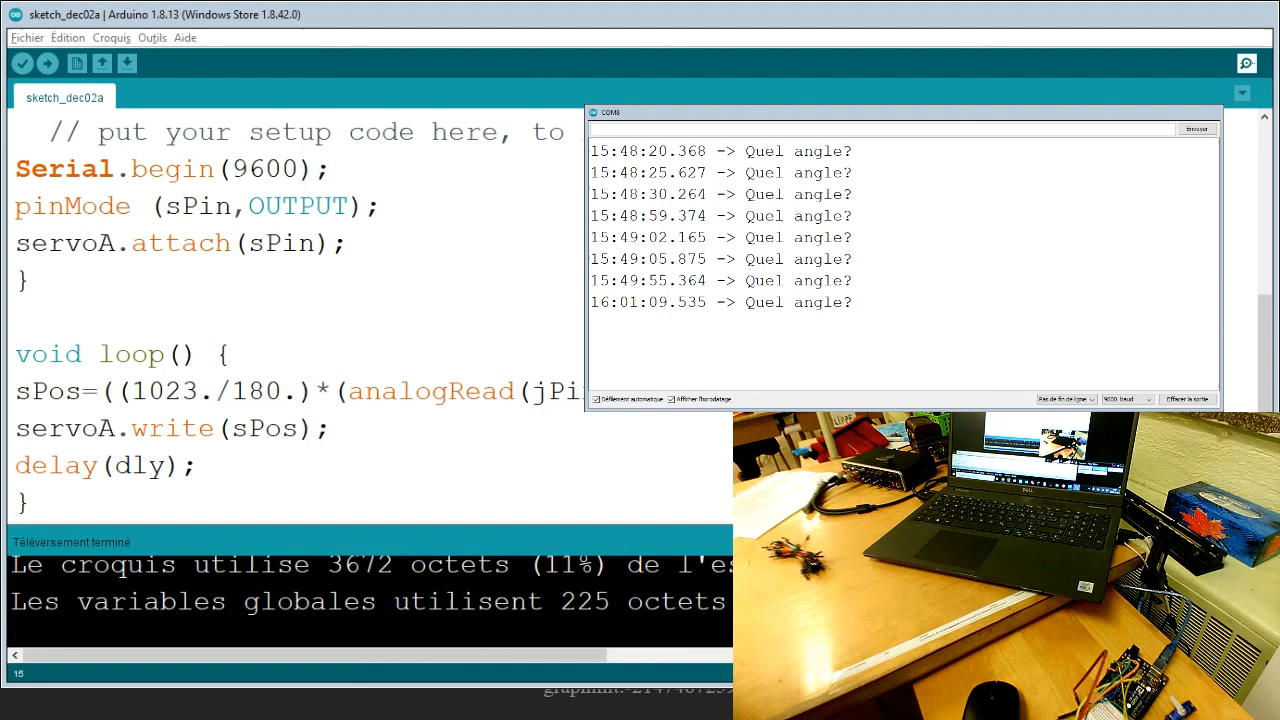 sketch_dec02a | Arduino 1.8.13 (Windows Store 1.8.42.0)
Fichier Édition Croquis Outils Aide
sketch_dec02a
// put your setup code here, to
Serial.begin(9600);
pinMode (sPin,OUTPUT);
servoA.attach(sPin);
}
void loop() {
sPos=((1023./180.)*(analogRead(jPi
servoA.write(sPos);
delay(dly);
}
Téléversement terminé
Le croquis utilise 3672 octets (11%) de l'es
Les variables globales utilisent 225 octets
15
COM8
Envoyer
15:48:20.368 -> Quel angle?
15:48:25.627 -> Quel angle?
15:48:30.264 -> Quel angle?
15:48:59.374 -> Quel angle?
15:49:02.165 -> Quel angle?
15:49:05.875 -> Quel angle?
15:49:55.364 -> Quel angle?
16:01:09.535 -> Quel angle?
Défilement automatique Afficher l'horodatage
Pas de fin de ligne 9600 baud Effacer la sortie
DELL